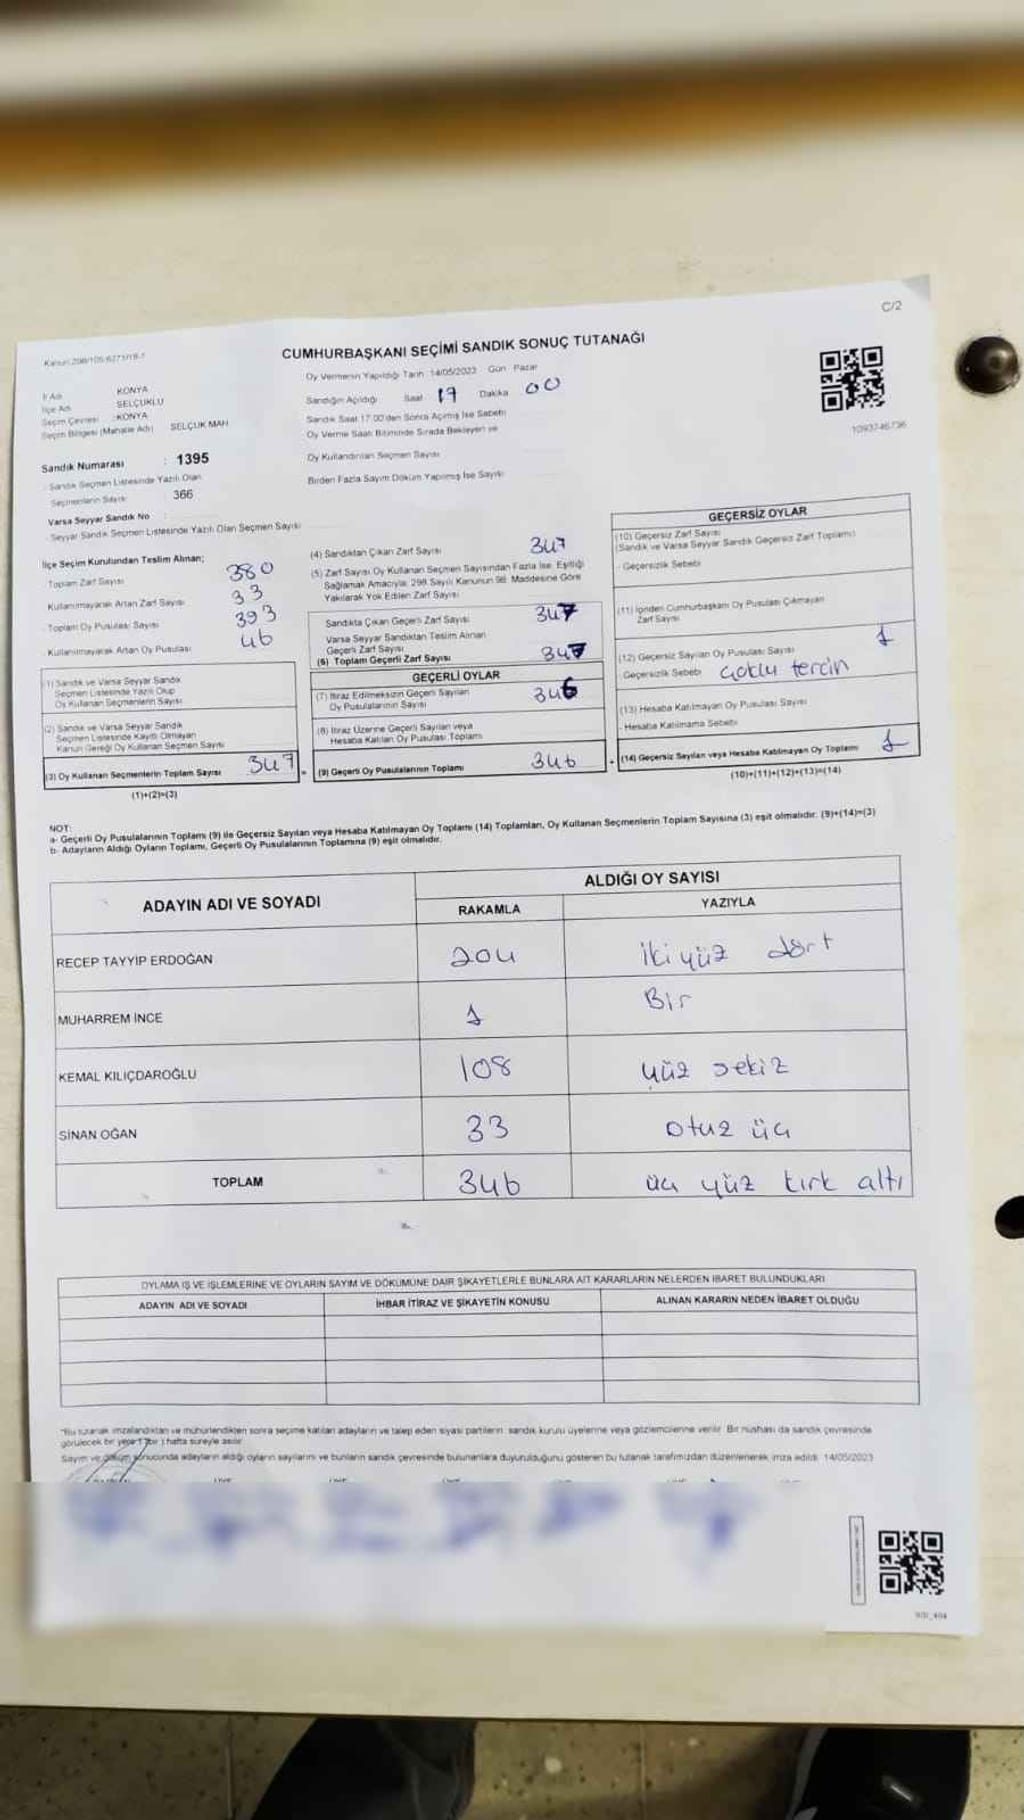 C/2
CUMHURBAŞKANI SEÇİMİ SANDIK SONUÇ TUTANAĞI
Oy Vermenin Yapıldığı Tarih: 14/05/2023 Gün Pazar
Sandığın Açıldığı Saat 17 Dakika 00
Sandık Saat 17:00'den Sonra Açılmış İse Sebebi
Oy Verme Saati Bitiminde Sırada Bekleyen ve
Oy Kullandırılan Seçmen Sayısı
Birden Fazla Sayım Döküm Yapılmış İse Sayısı
1093746736
İl Adı KONYA
İlçe Adı SELÇUKLU
Seçim Çevresi KONYA
Seçim Bölgesi (Mahalle Adı) SELÇUK MAH
Sandık Numarası : 1395
Sandık Seçmen Listesinde Yazılı Olan
Seçmenlerin Sayısı 366
Varsa Seyyar Sandık No :
Seyyar Sandık Seçmen Listesinde Yazılı Olan Seçmen Sayısı
İlçe Seçim Kurulundan Teslim Alınan;
Toplam Zarf Sayısı 380
Kullanılmayarak Artan Zarf Sayısı 33
Toplam Oy Pusulası Sayısı 393
Kullanılmayarak Artan Oy Pusulası 46
(1) Sandık ve Varsa Seyyar Sandık
Seçmen Listesinde Yazılı Olup
Oy Kullanan Seçmenlerin Sayısı
(2) Sandık ve Varsa Seyyar Sandık
Seçmen Listesinde Kayıtlı Olmayan
Kanun Gereği Oy Kullanan Seçmen Sayısı
(3) Oy Kullanan Seçmenlerin Toplam Sayısı 347
(1)+(2)=(3)
(4) Sandıktan Çıkan Zarf Sayısı 347
(5) Zarf Sayısı Oy Kullanan Seçmen Sayısından Fazla İse, Eşitliği
Sağlamak Amacıyla; 298 Sayılı Kanunun 98. Maddesine Göre
Yakılarak Yok Edilen Zarf Sayısı
Sandıkta Çıkan Geçerli Zarf Sayısı 347
Varsa Seyyar Sandıktan Teslim Alınan
Geçerli Zarf Sayısı
(6) Toplam Geçerli Zarf Sayısı 347
GEÇERLİ OYLAR
(7) İtiraz Edilmeksizin Geçerli Sayılan
Oy Pusulalarının Sayısı 346
(8) İtiraz Üzerine Geçerli Sayılan veya
Hesaba Katılan Oy Pusulası Toplamı
= (9) Geçerli Oy Pusulalarının Toplamı 346
GEÇERSİZ OYLAR
(10) Geçersiz Zarf Sayısı
(Sandık ve Varsa Seyyar Sandık Geçersiz Zarf Toplamı)
- Geçersizlik Sebebi
(11) İçinden Cumhurbaşkanı Oy Pusulası Çıkmayan
Zarf Sayısı
(12) Geçersiz Sayılan Oy Pusulası Sayısı 1
Geçersizlik Sebebi çoklu tercih
(13) Hesaba Katılmayan Oy Pusulası Sayısı
- Hesaba Katılmama Sebebi
+ (14) Geçersiz Sayılan veya Hesaba Katılmayan Oy Toplamı 1
(10)+(11)+(12)+(13)=(14)
NOT:
a- Geçerli Oy Pusulalarının Toplamı (9) ile Geçersiz Sayılan veya Hesaba Katılmayan Oy Toplamı (14) Toplamları, Oy Kullanan Seçmenlerin Toplam Sayısına (3) eşit olmalıdır. (9)+(14)=(3)
b- Adayların Aldığı Oyların Toplamı, Geçerli Oy Pusulalarının Toplamına (9) eşit olmalıdır.
ADAYIN ADI VE SOYADI
ALDIĞI OY SAYISI
RAKAMLA YAZIYLA
RECEP TAYYİP ERDOĞAN 204 iki yüz dört
MUHARREM İNCE 1 Bir
KEMAL KILIÇDAROĞLU 108 yüz sekiz
SİNAN OĞAN 33 otuz üç
TOPLAM 346 üç yüz kırk altı
OYLAMA İŞ VE İŞLEMLERİNE VE OYLARIN SAYIM VE DÖKÜMÜNE DAİR ŞİKAYETLERLE BUNLARA AİT KARARLARIN NELERDEN İBARET BULUNDUKLARI
ADAYIN ADI VE SOYADI İHBAR İTİRAZ VE ŞİKAYETİN KONUSU ALINAN KARARIN NEDEN İBARET OLDUĞU
"Bu tutanak imzalandıktan ve mühürlendikten sonra seçime katılan adayların ve talep eden siyasi partilerin sandık kurulu üyelerine veya gözlemcilerine verilir. Bir nüshası da sandık çevresinde
görülecek bir yere 1 (bir) hafta süreyle asılır.
Sayım ve döküm sonucunda adayların aldığı oyların sayılarını ve bunların sandık çevresinde bulunanlara duyurulduğunu gösteren bu tutanak tarafımızdan düzenlenerek imza edildi. 14/05/2023